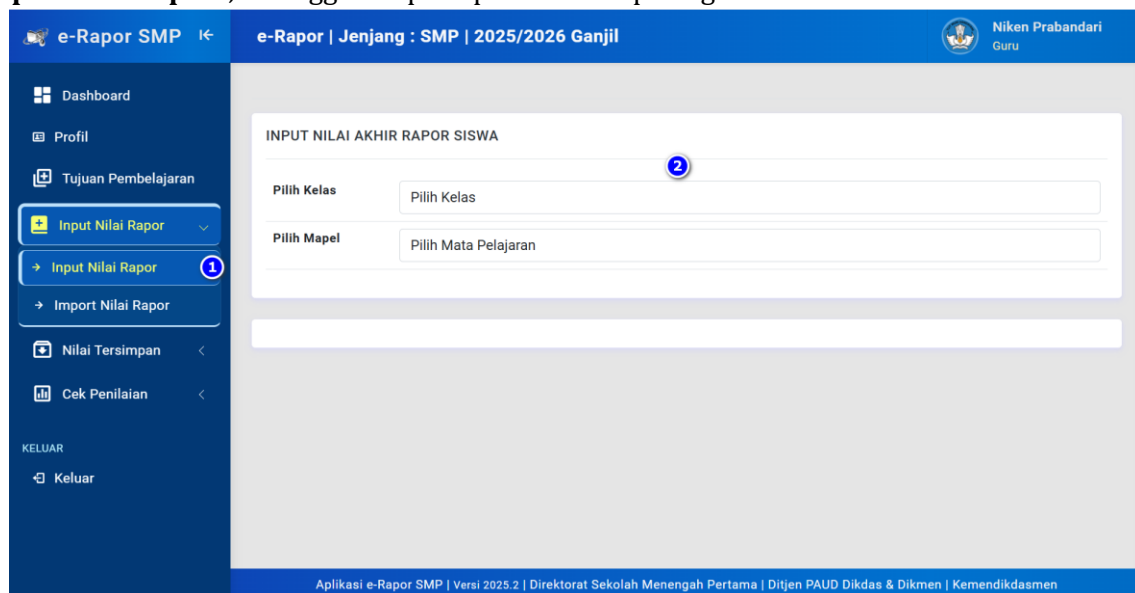 e-Rapor SMP
e-Rapor | Jenjang : SMP | 2025/2026 Ganjil
Niken Prabandari
Guru
Dashboard
Profil
Tujuan Pembelajaran
Input Nilai Rapor
Input Nilai Rapor
1
Import Nilai Rapor
Nilai Tersimpan
Cek Penilaian
KELUAR
Keluar
INPUT NILAI AKHIR RAPOR SISWA
2
Pilih Kelas
Pilih Kelas
Pilih Mapel
Pilih Mata Pelajaran
Aplikasi e-Rapor SMP | Versi 2025.2 | Direktorat Sekolah Menengah Pertama | Ditjen PAUD Dikdas & Dikmen | Kemendikdasmen